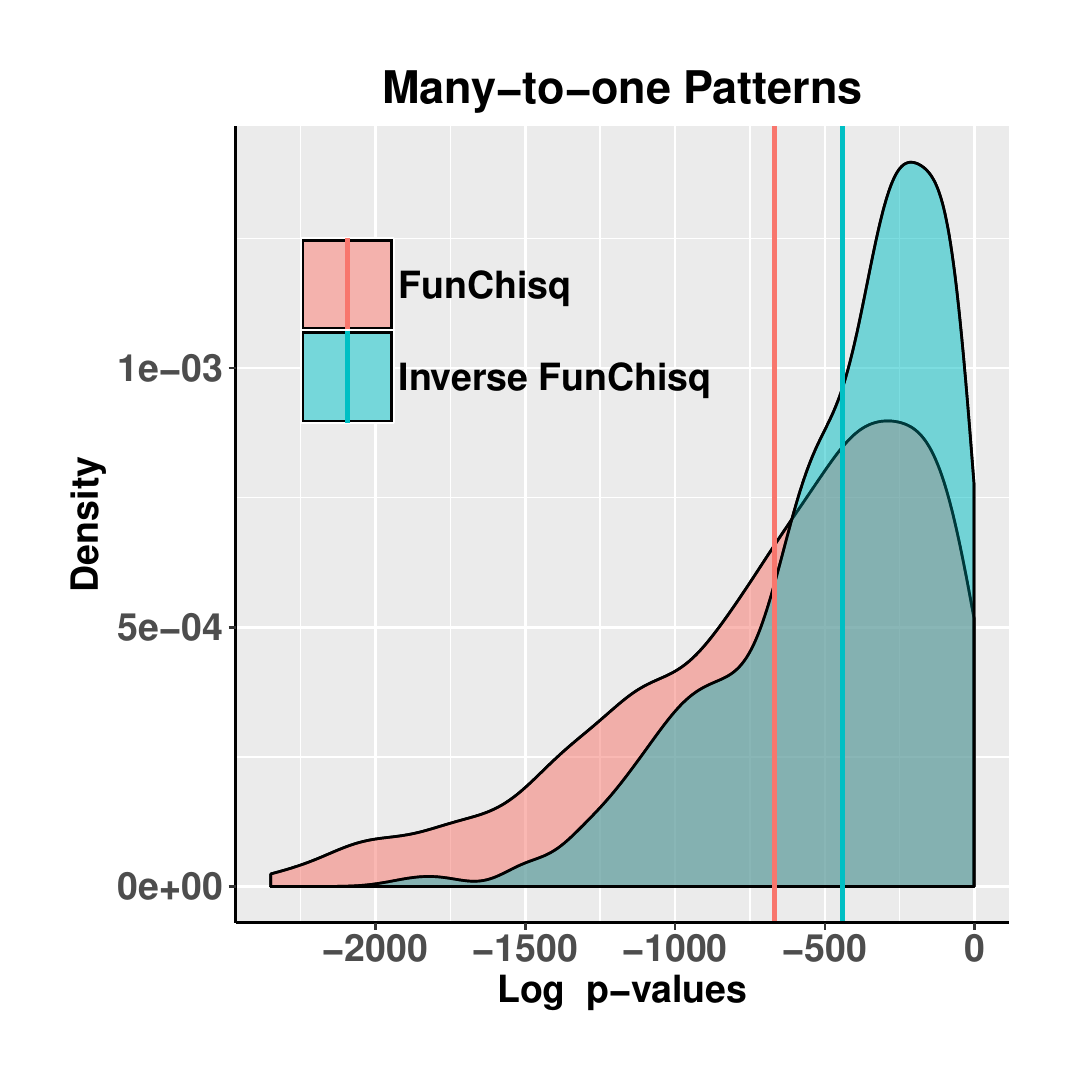 Many−to−one Patterns
FunChisq
Inverse FunChisq
1e−03
5e−04
0e+00
Density
−2000 −1500 −1000 −500 0
Log p−values